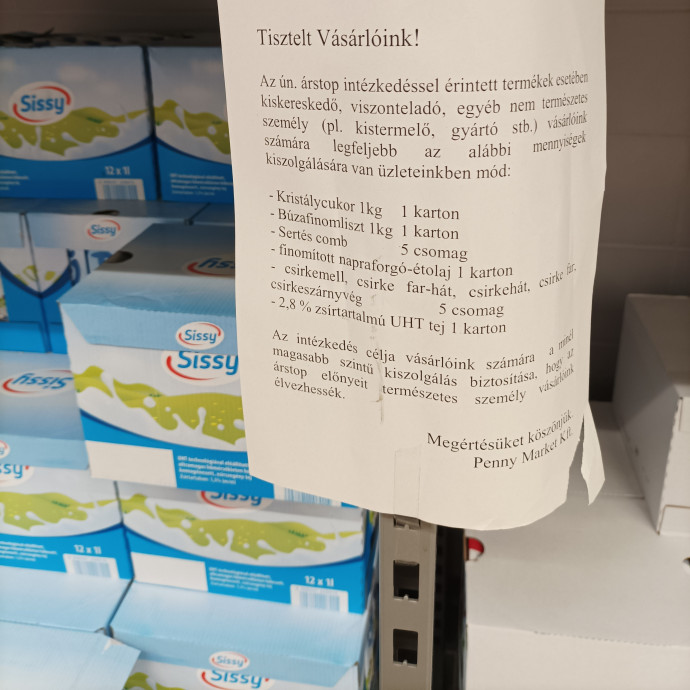 Tisztelt Vásárlóink!
Az ún. árstop intézkedéssel érintett termékek esetében
kiskereskedő, viszonteladó, egyéb nem természetes
személy (pl. kistermelő, gyártó stb.) vásárlóink
számára legfeljebb az alábbi mennyiségek
kiszolgálására van üzleteinkben mód:
- Kristálycukor 1kg 1 karton
- Búzafinomliszt 1kg 1 karton
- Sertés comb 5 csomag
- finomított napraforgó-étolaj 1 karton
- csirkemell, csirke far-hát, csirkehát, csirke far,
csirkeszárnyvég 5 csomag
- 2,8 % zsírtartalmú UHT tej 1 karton
Az intézkedés célja vásárlóink számára a minél
magasabb szintű kiszolgálás biztosítása, hogy az
árstop előnyeit természetes személy vásárlóink
élvezhessék.
Megértésüket köszönjük
Penny Market Kft.
Sissy
12 x 1l
Sissy
Sissy
Sissy
Sissy
Sissy
12 x 1l
12 x 1l
Sissy
Sissy